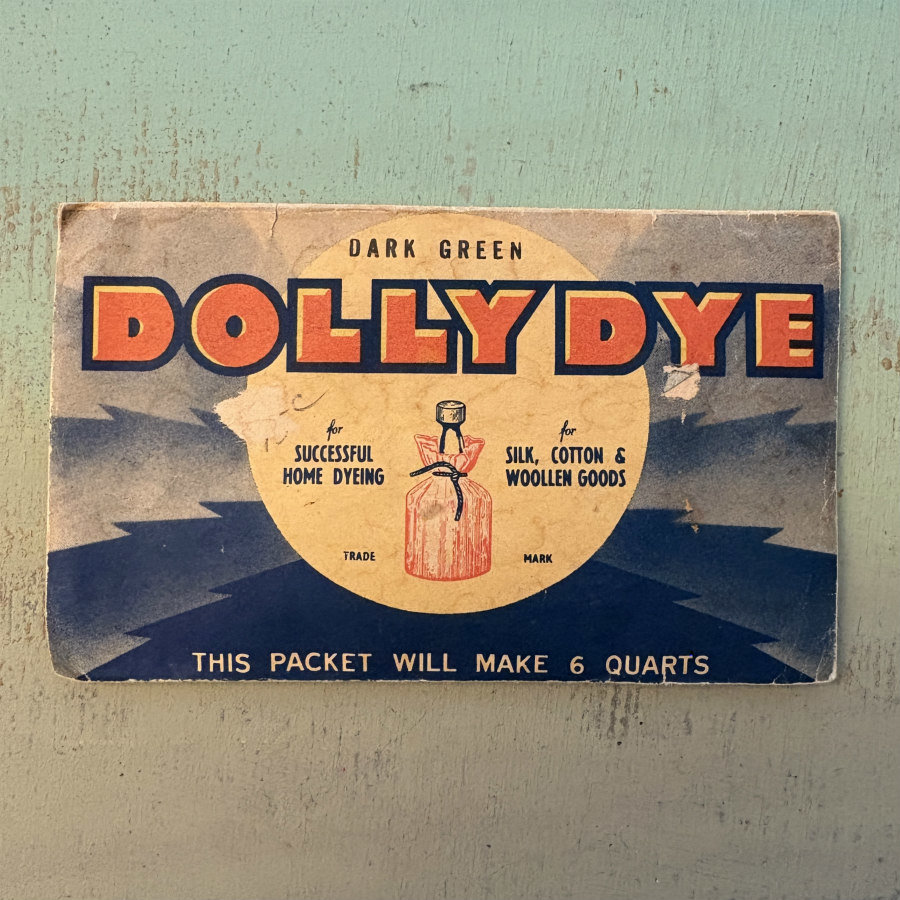 DARK GREEN
DOLLY DYE
for
SUCCESSFUL
HOME DYEING
for
SILK, COTTON &
WOOLLEN GOODS
TRADE MARK
THIS PACKET WILL MAKE 6 QUARTS